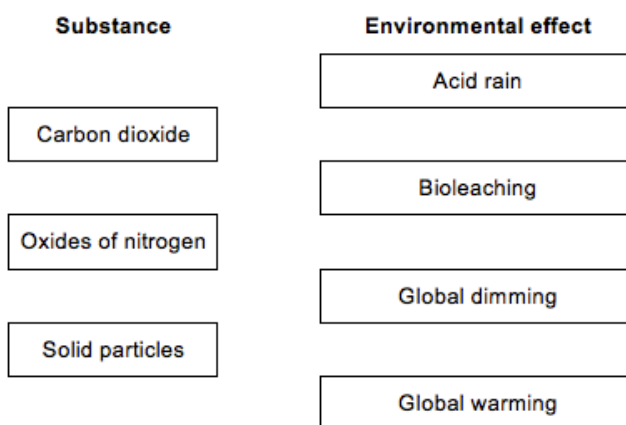 Substance
Environmental effect
Acid rain
Carbon dioxide
Bioleaching
Oxides of nitrogen
Global dimming
Solid particles
Global warming